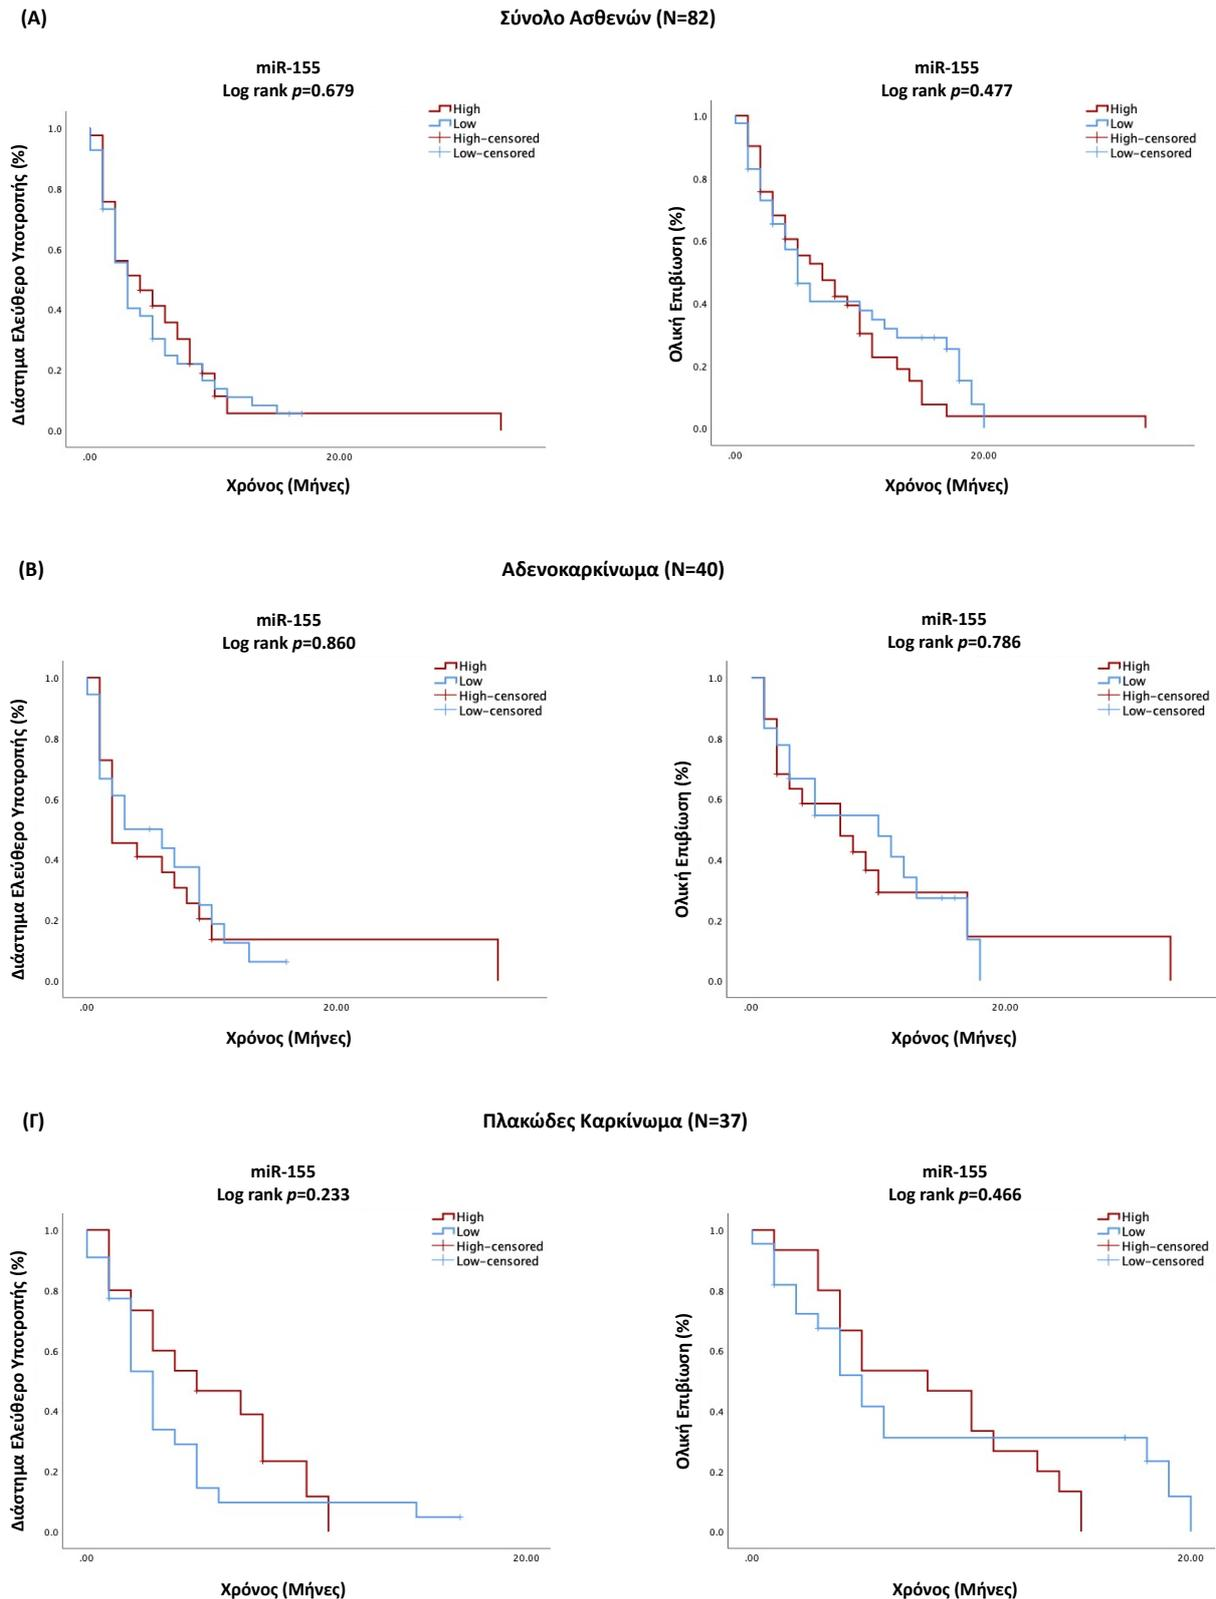 (A)
Σύνολο Ασθενών (N=82)
miR-155
Log rank p=0.679
High
Low
High-censored
Low-censored
Διάστημα Ελεύθερο Υποτροπής (%)
1.0
0.8
0.6
0.4
0.2
0.0
.00
20.00
Χρόνος (Μήνες)
miR-155
Log rank p=0.477
High
Low
High-censored
Low-censored
Ολική Επιβίωση (%)
1.0
0.8
0.6
0.4
0.2
0.0
.00
20.00
Χρόνος (Μήνες)
(B)
Αδενοκαρκίνωμα (N=40)
miR-155
Log rank p=0.860
High
Low
High-censored
Low-censored
Διάστημα Ελεύθερο Υποτροπής (%)
1.0
0.8
0.6
0.4
0.2
0.0
.00
20.00
Χρόνος (Μήνες)
miR-155
Log rank p=0.786
High
Low
High-censored
Low-censored
Ολική Επιβίωση (%)
1.0
0.8
0.6
0.4
0.2
0.0
.00
20.00
Χρόνος (Μήνες)
(Γ)
Πλακώδες Καρκίνωμα (N=37)
miR-155
Log rank p=0.233
High
Low
High-censored
Low-censored
Διάστημα Ελεύθερο Υποτροπής (%)
1.0
0.8
0.6
0.4
0.2
0.0
.00
20.00
Χρόνος (Μήνες)
miR-155
Log rank p=0.466
High
Low
High-censored
Low-censored
Ολική Επιβίωση (%)
1.0
0.8
0.6
0.4
0.2
0.0
.00
20.00
Χρόνος (Μήνες)